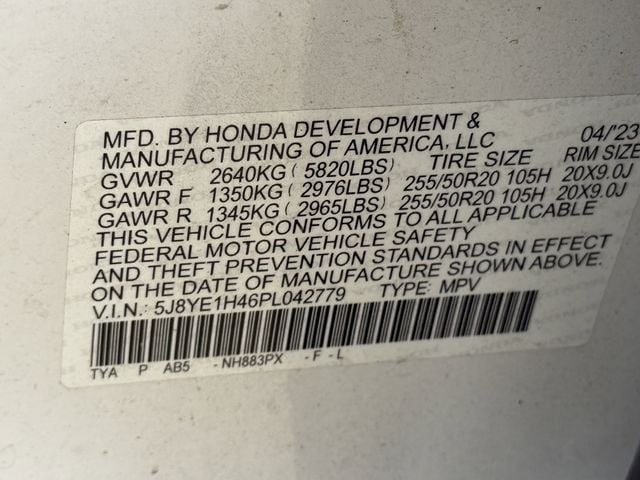 MFD. BY HONDA DEVELOPMENT & 04/'23
MANUFACTURING OF AMERICA, LLC
GVWR 2640KG ( 5820LBS) TIRE SIZE RIM SIZE
GAWR F 1350KG ( 2976LBS) 255/50R20 105H 20X9.0J
GAWR R 1345KG ( 2965LBS) 255/50R20 105H 20X9.0J
THIS VEHICLE CONFORMS TO ALL APPLICABLE
FEDERAL MOTOR VEHICLE SAFETY
AND THEFT PREVENTION STANDARDS IN EFFECT
ON THE DATE OF MANUFACTURE SHOWN ABOVE.
V.I.N.: 5J8YE1H46PL042779 TYPE: MPV
TYA P AB5 - NH883PX - F - L